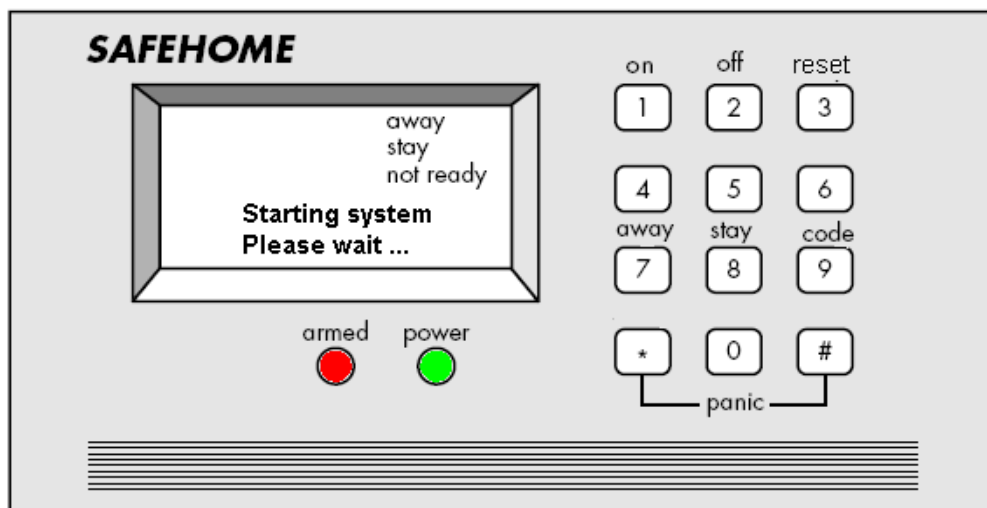 SAFEHOME
away
stay
not ready
Starting system
Please wait ...
armed power
on off reset
1 2 3
4 5 6
away stay code
7 8 9
* 0 #
panic